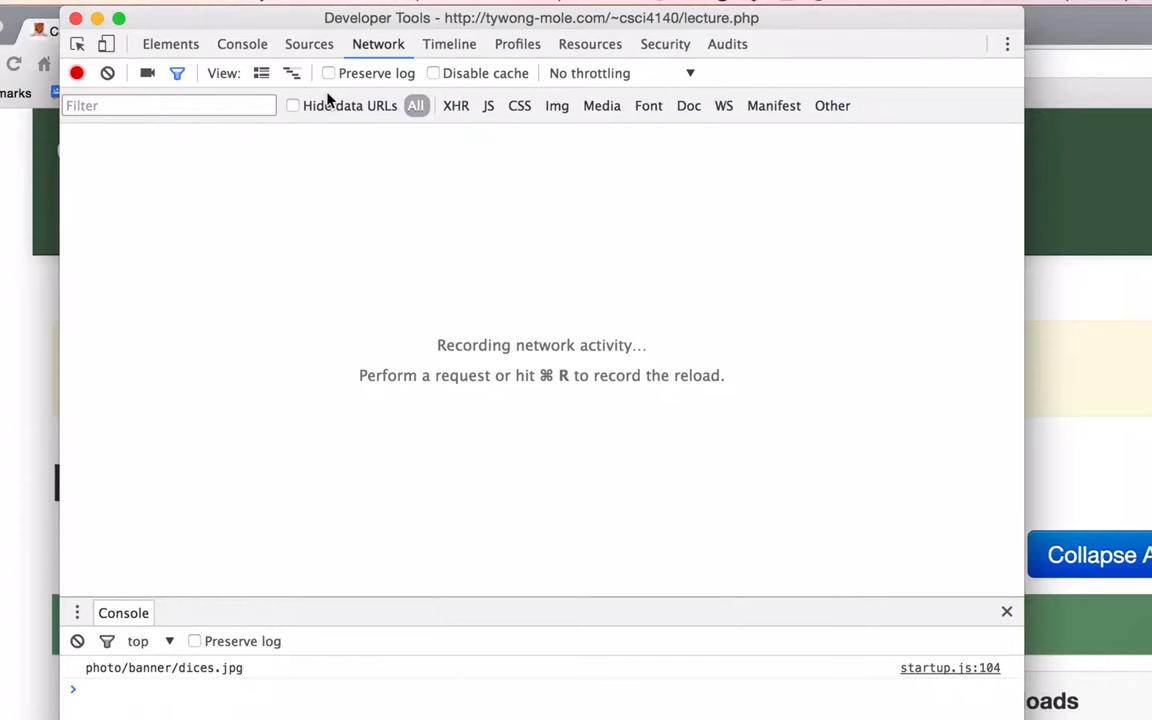 Developer Tools - http://tywong-mole.com/~csci4140/lecture.php
Elements Console Sources Network Timeline Profiles Resources Security Audits
View: Preserve log Disable cache No throttling
marks
Filter Hide data URLs All XHR JS CSS Img Media Font Doc WS Manifest Other
Recording network activity...
Perform a request or hit ⌘ R to record the reload.
Collapse A
Console
top Preserve log
photo/banner/dices.jpg startup.js:104
>
oads